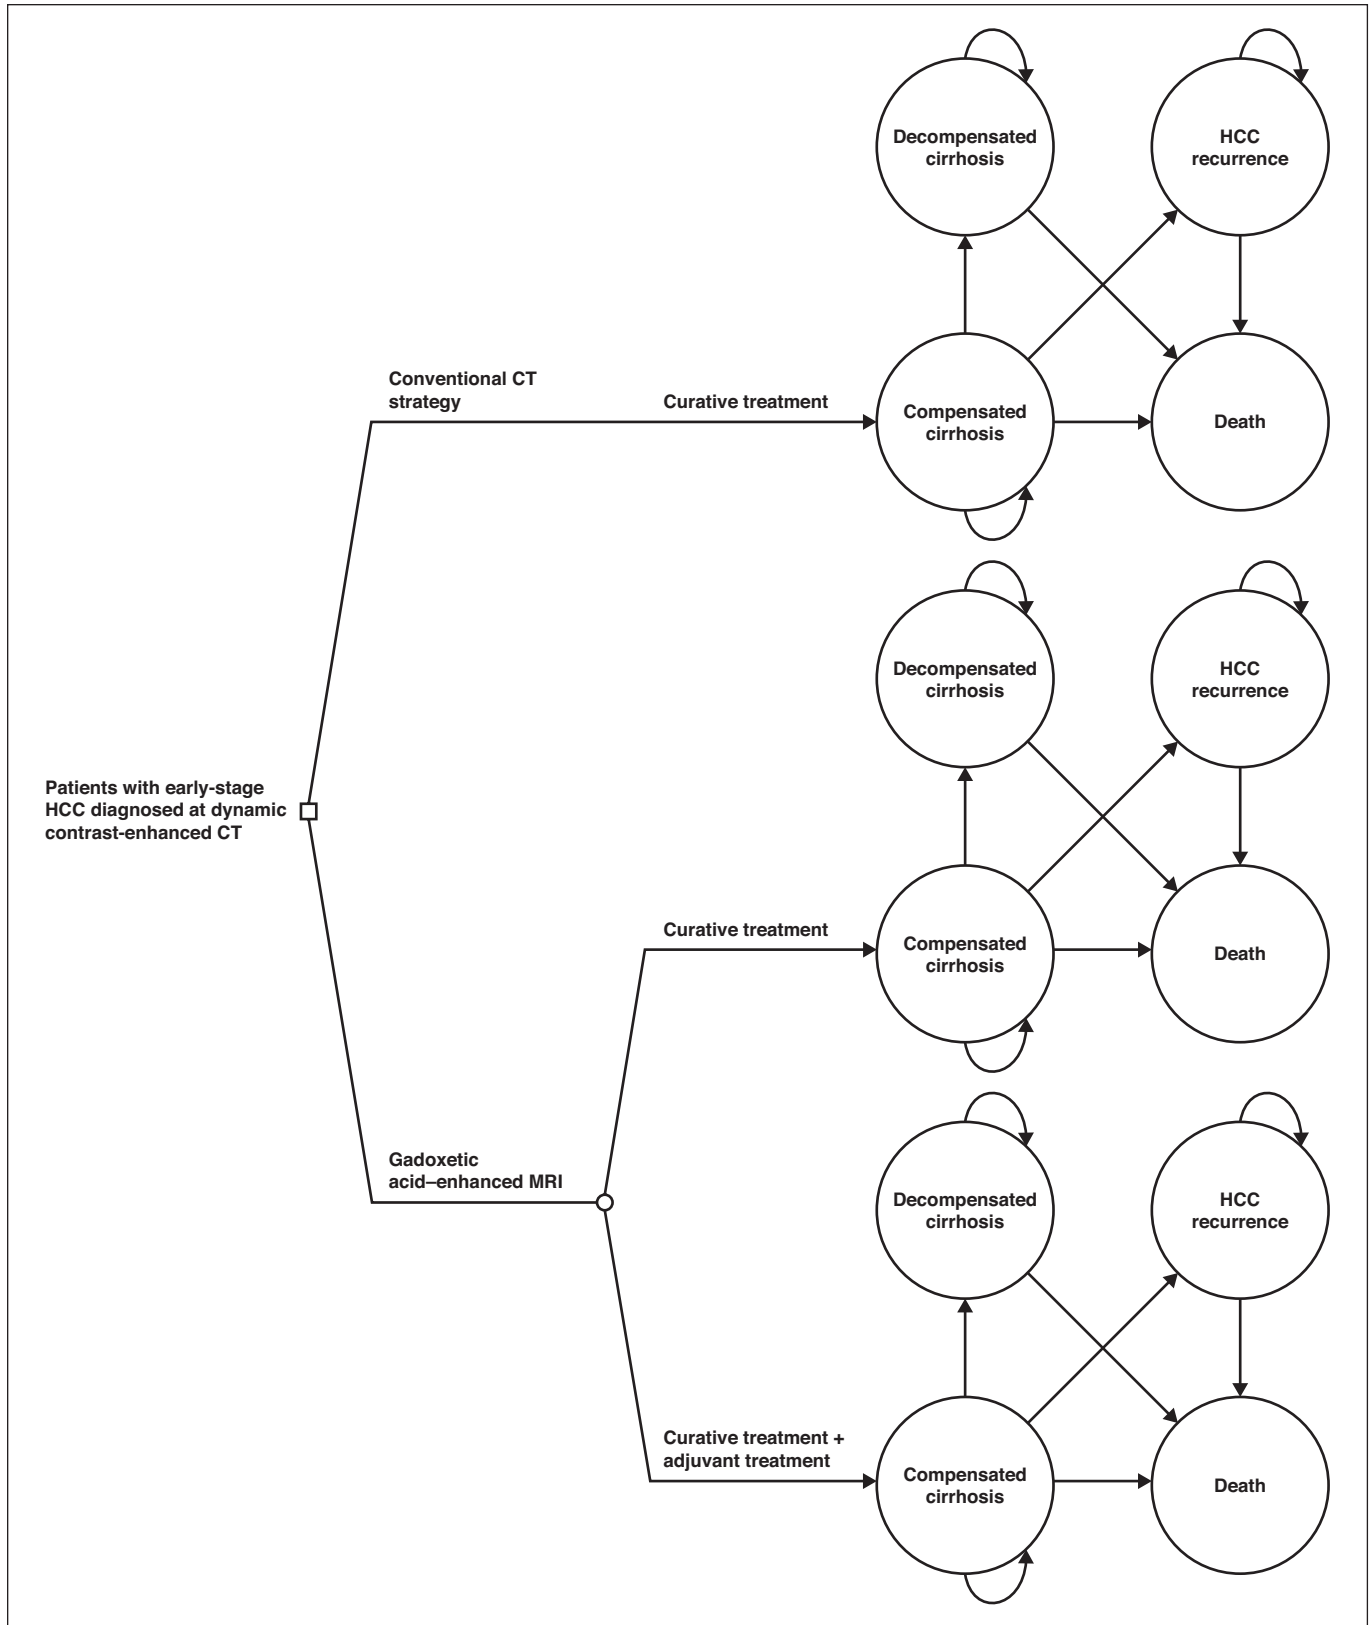 Decompensated
cirrhosis
HCC
recurrence
Conventional CT
strategy
Curative treatment
Compensated
cirrhosis
Death
Decompensated
cirrhosis
HCC
recurrence
Patients with early-stage
HCC diagnosed at dynamic
contrast-enhanced CT
Curative treatment
Compensated
cirrhosis
Death
Gadoxetic
acid–enhanced MRI
Decompensated
cirrhosis
HCC
recurrence
Curative treatment +
adjuvant treatment
Compensated
cirrhosis
Death